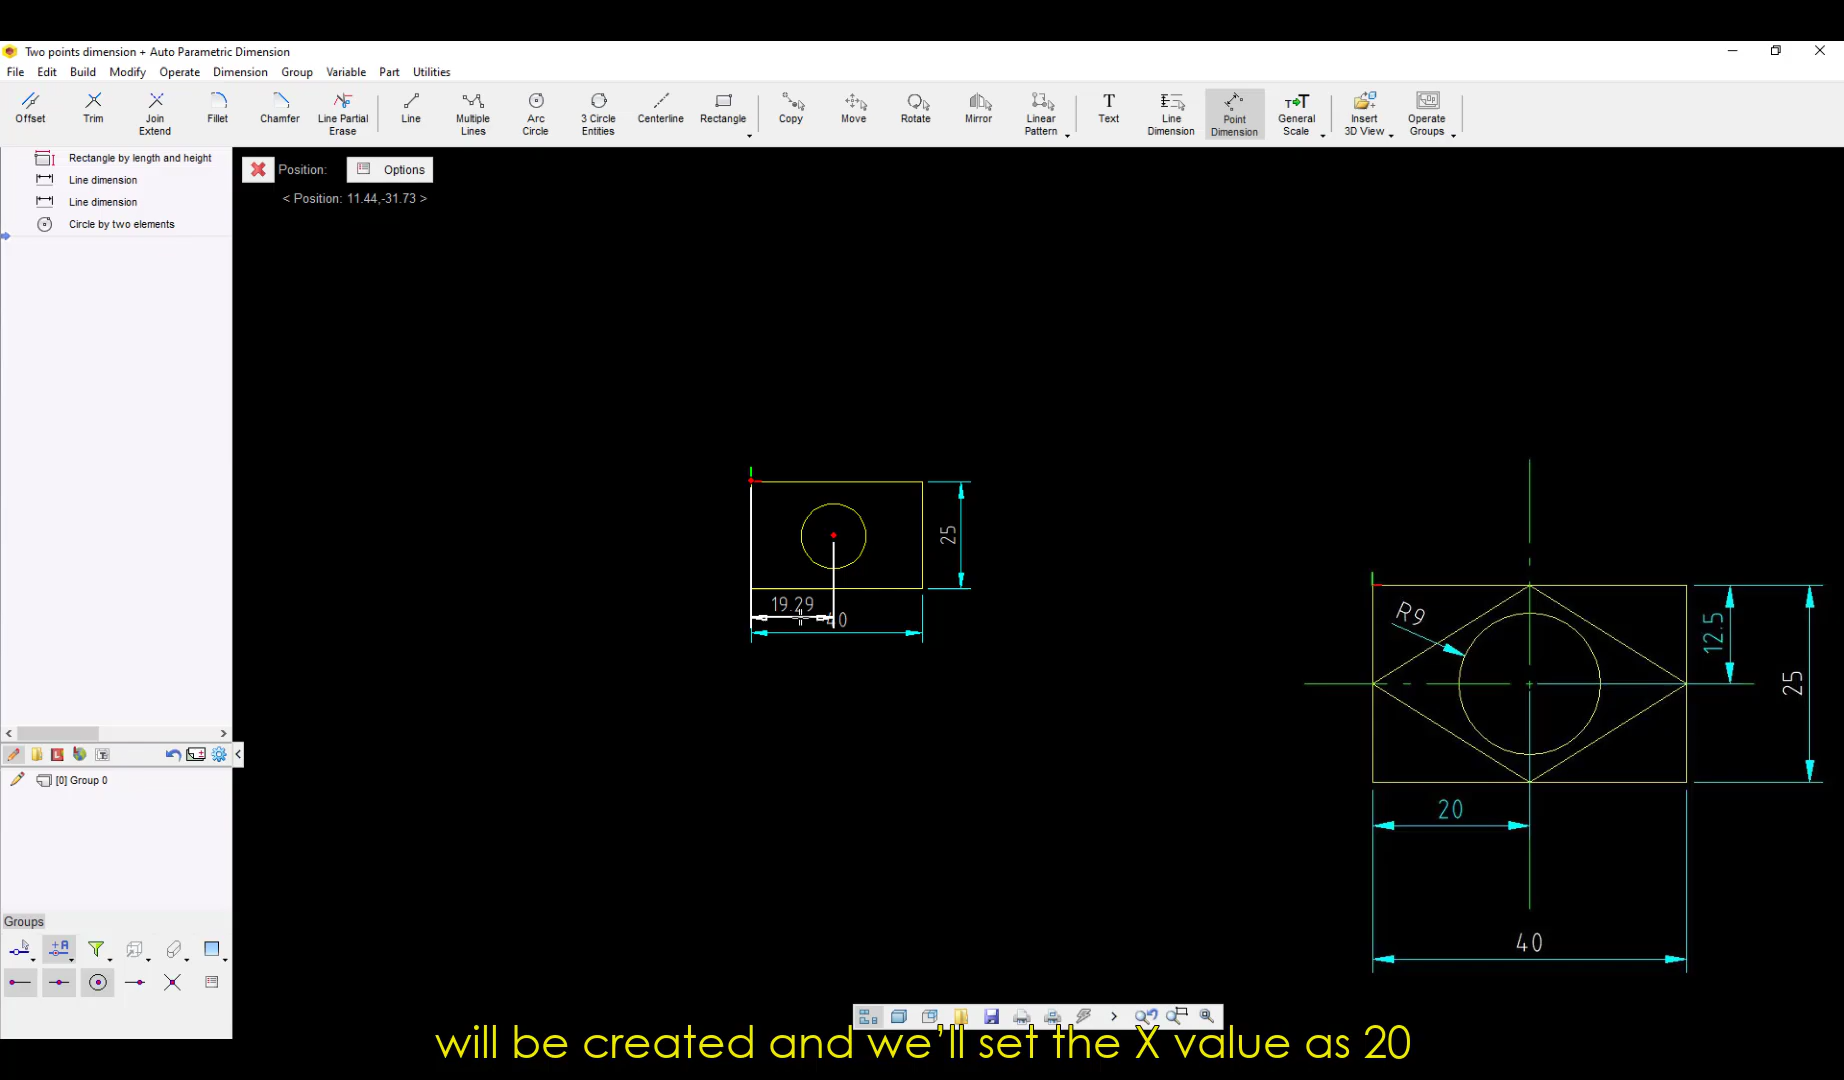 Two points dimension + Auto Parametric Dimension
File Edit Build Modify Operate Dimension Group Variable Part Utilities
Offset
Trim
Join
Extend
Fillet
Chamfer
Line Partial
Erase
Line
Multiple
Lines
Arc
Circle
3 Circle
Entities
Centerline
Rectangle
Copy
Move
Rotate
Mirror
Linear
Pattern
T
Text
Line
Dimension
Point
Dimension
T T
General
Scale
Insert
3D View
Operate
Groups
Rectangle by length and height
Line dimension
Line dimension
Circle by two elements
Position:
Options
< Position: 11.44,-31.73 >
25
19.29
40
R9
12.5
25
20
40
[0] Group 0
Groups
+A
will be created and we'll set the X value as 20